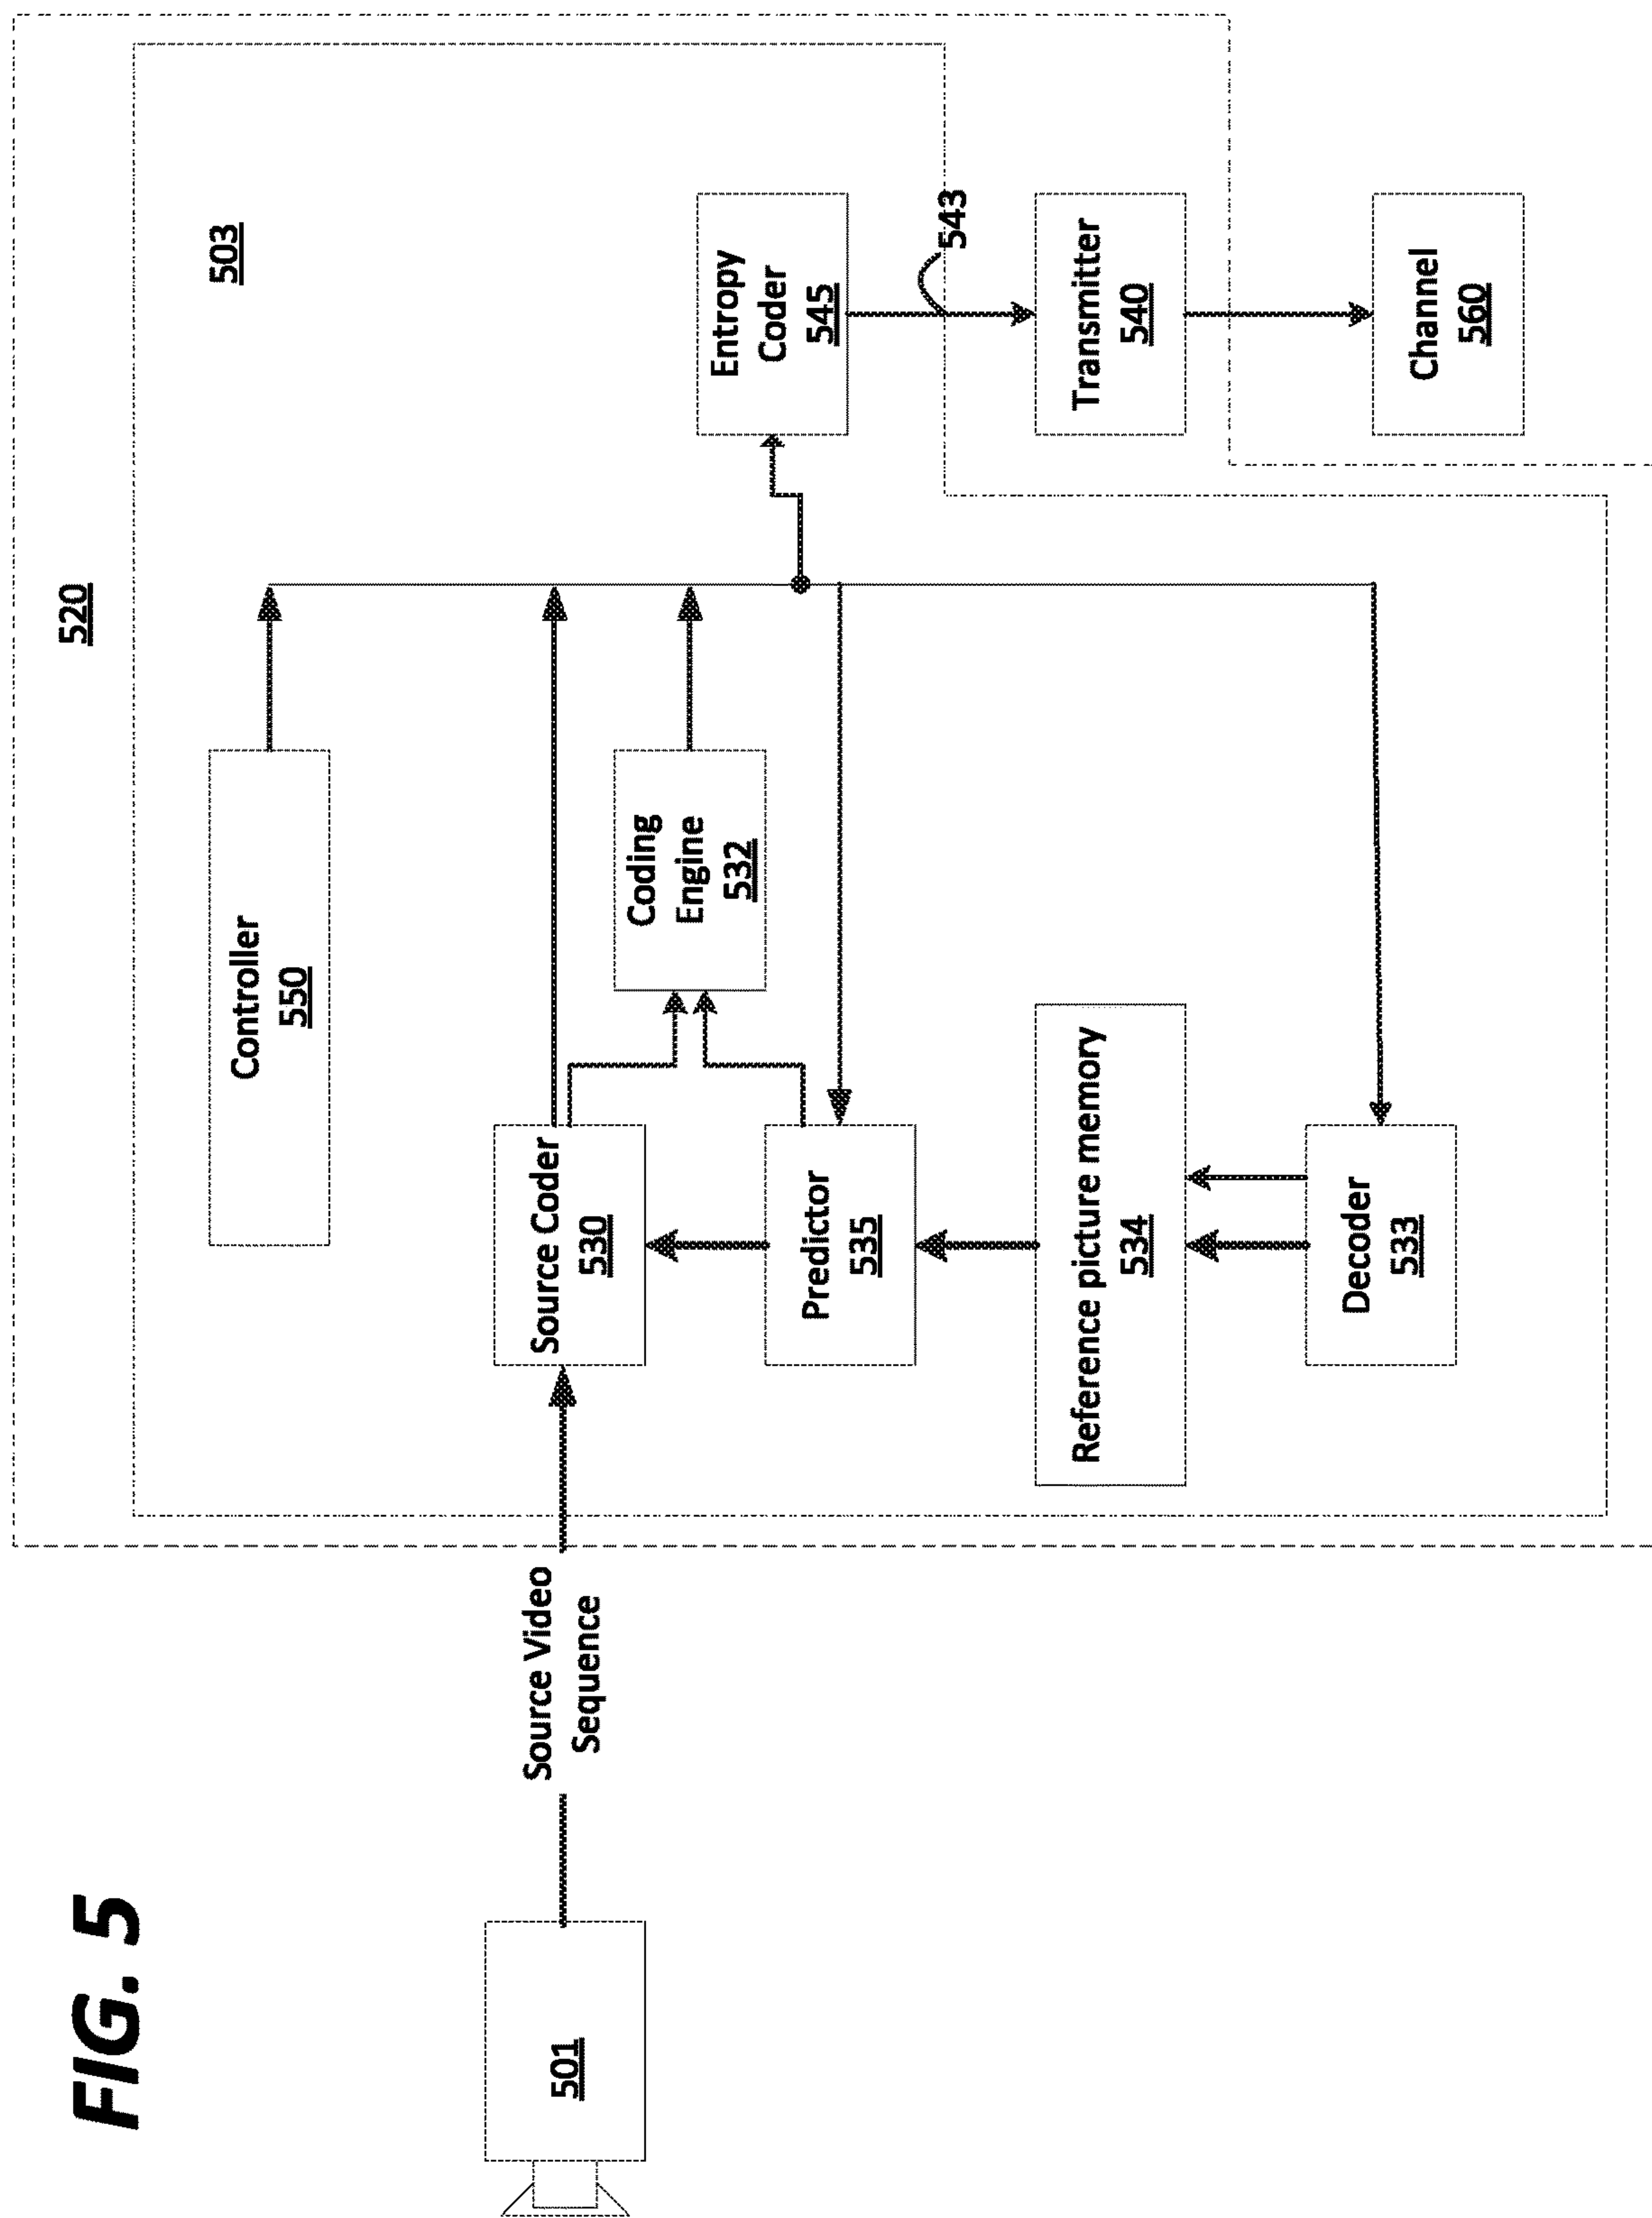 FIG. 5
520
503
501
Source Video
Sequence
Controller
550
Source Coder
530
Coding
Engine
532
Predictor
535
Reference picture memory
534
Decoder
533
Entropy
Coder
545
543
Transmitter
540
Channel
560